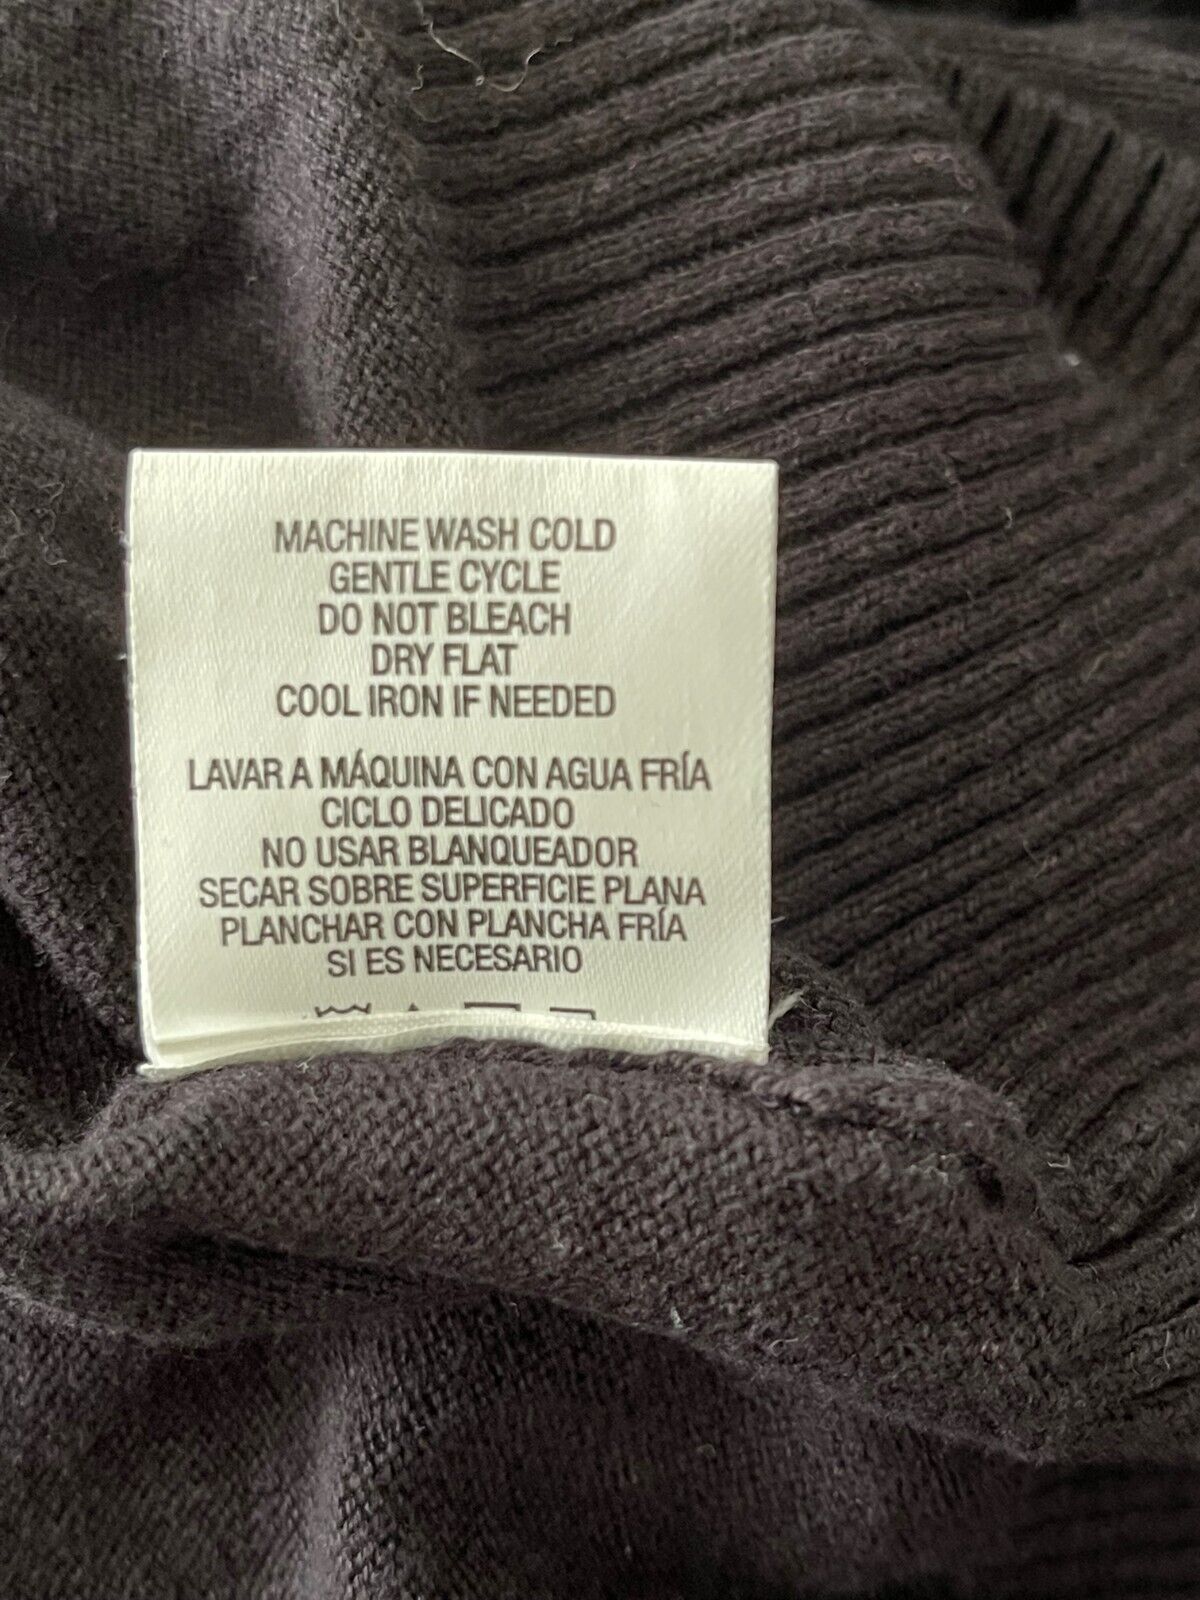 MACHINE WASH COLD
GENTLE CYCLE
DO NOT BLEACH
DRY FLAT
COOL IRON IF NEEDED
LAVAR A MÁQUINA CON AGUA FRÍA
CICLO DELICADO
NO USAR BLANQUEADOR
SECAR SOBRE SUPERFICIE PLANA
PLANCHAR CON PLANCHA FRÍA
SI ES NECESARIO